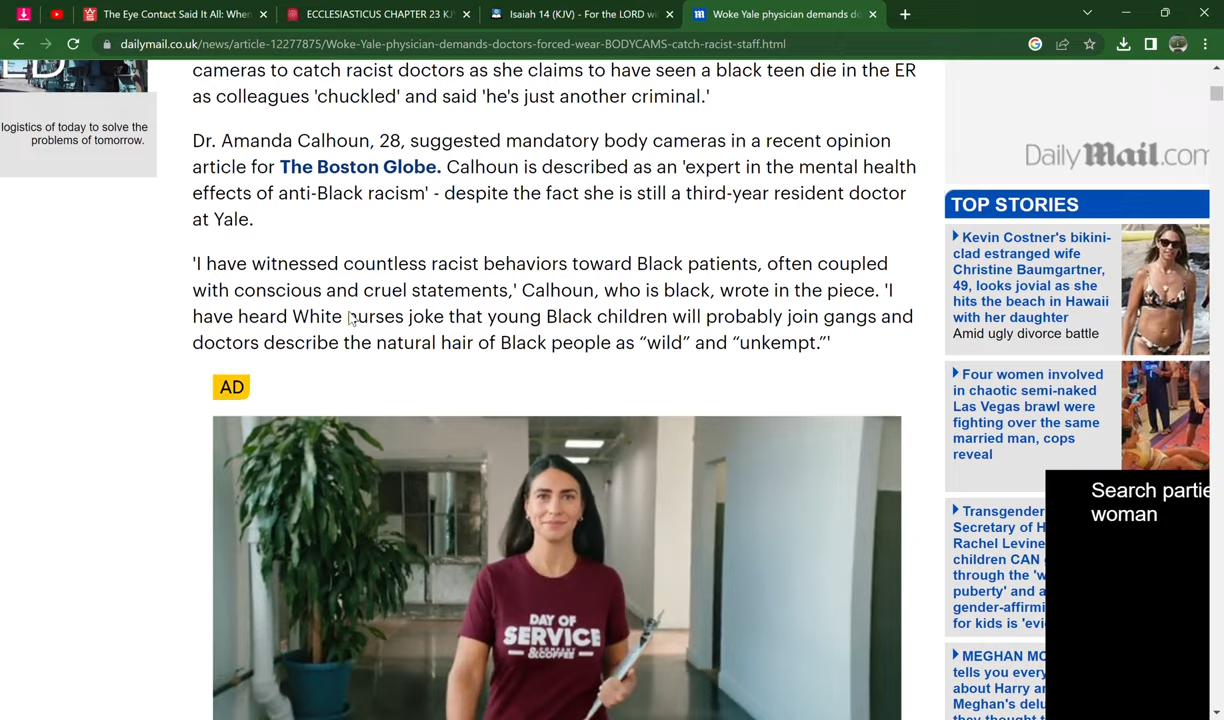 The Eye Contact Said It All: When
ECCLESIASTICUS CHAPTER 23 KJ
Isaiah 14 (KJV) - For the LORD wi
Woke Yale physician demands do
dailymail.co.uk/news/article-12277875/Woke-Yale-physician-demands-doctors-forced-wear-BODYCAMS-catch-racist-staff.html
logistics of today to solve the
problems of tomorrow.
cameras to catch racist doctors as she claims to have seen a black teen die in the ER
as colleagues 'chuckled' and said 'he's just another criminal.'
Dr. Amanda Calhoun, 28, suggested mandatory body cameras in a recent opinion
article for The Boston Globe. Calhoun is described as an 'expert in the mental health
effects of anti-Black racism' - despite the fact she is still a third-year resident doctor
at Yale.
'I have witnessed countless racist behaviors toward Black patients, often coupled
with conscious and cruel statements,' Calhoun, who is black, wrote in the piece. 'I
have heard White nurses joke that young Black children will probably join gangs and
doctors describe the natural hair of Black people as “wild” and “unkempt.”'
AD
DAY OF
SERVICE
COMPANY
&COFFEE
DailyMail.com
TOP STORIES
Kevin Costner's bikini-
clad estranged wife
Christine Baumgartner,
49, looks jovial as she
hits the beach in Hawaii
with her daughter
Amid ugly divorce battle
Four women involved
in chaotic semi-naked
Las Vegas brawl were
fighting over the same
married man, cops
reveal
Transgender
Secretary of H
Rachel Levine
children CAN
through the 'w
puberty' and a
gender-affirmi
for kids is 'evi
MEGHAN MC
tells you every
about Harry a
Meghan's delu
they thought t
Search partie
woman